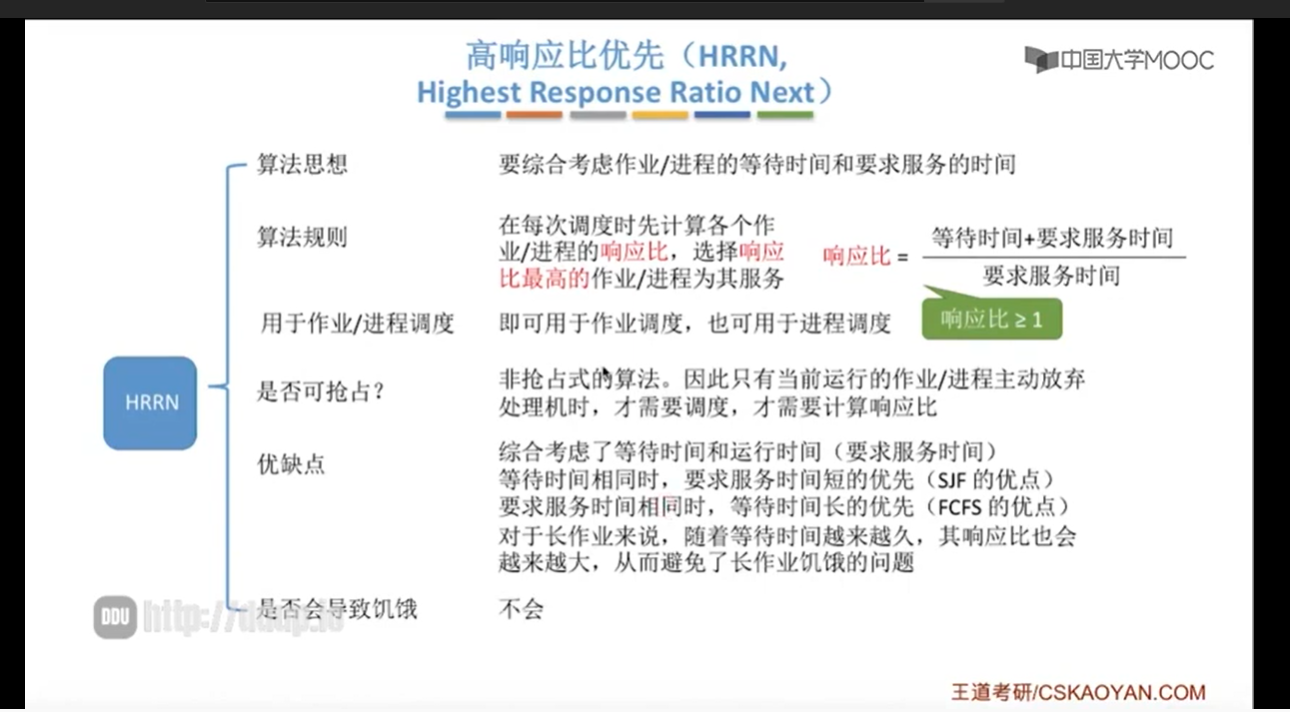 高响应比优先（HRRN,
Highest Response Ratio Next）
中国大学MOOC
算法思想
要综合考虑作业/进程的等待时间和要求服务的时间
算法规则
在每次调度时先计算各个作
业/进程的响应比，选择响应
比最高的作业/进程为其服务
响应比 =
等待时间+要求服务时间
要求服务时间
响应比 ≥ 1
用于作业/进程调度
即可用于作业调度，也可用于进程调度
HRRN
是否可抢占？
非抢占式的算法。因此只有当前运行的作业/进程主动放弃
处理机时，才需要调度，才需要计算响应比
优缺点
综合考虑了等待时间和运行时间（要求服务时间）
等待时间相同时，要求服务时间短的优先（SJF 的优点）
要求服务时间相同时，等待时间长的优先（FCFS 的优点）
对于长作业来说，随着等待时间越来越久，其响应比也会
越来越大，从而避免了长作业饥饿的问题
是否会导致饥饿
不会
DDU
王道考研/CSKAOYAN.COM